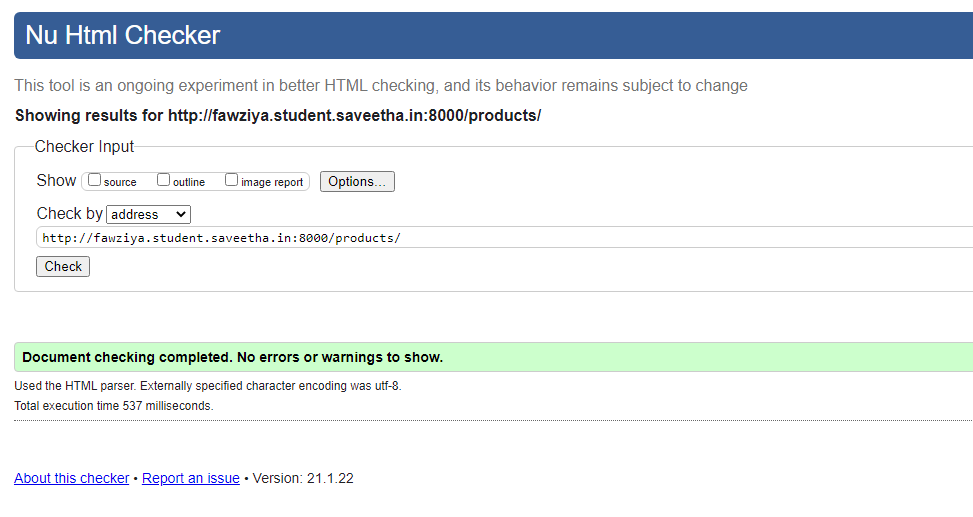 Nu Html Checker
This tool is an ongoing experiment in better HTML checking, and its behavior remains subject to change
Showing results for http://fawziya.student.saveetha.in:8000/products/
Checker Input
Show source outline image report Options...
Check by address
http://fawziya.student.saveetha.in:8000/products/
Check
Document checking completed. No errors or warnings to show.
Used the HTML parser. Externally specified character encoding was utf-8.
Total execution time 537 milliseconds.
About this checker • Report an issue • Version: 21.1.22